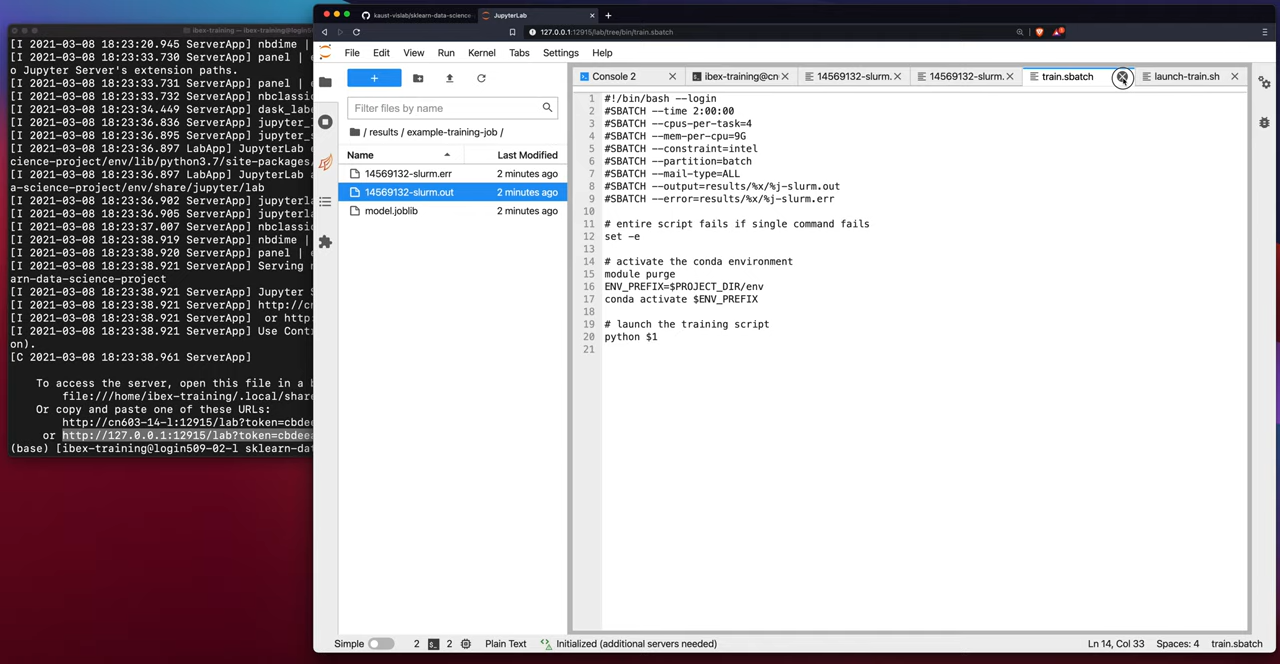 ibex-training — ibex-training@login5
[I 2021-03-08 18:23:20.945 ServerApp] nbdime |
[I 2021-03-08 18:23:33.730 ServerApp] panel | e
o Jupyter Server's extension paths.
[I 2021-03-08 18:23:33.731 ServerApp] panel | e
[I 2021-03-08 18:23:33.732 ServerApp] nbclassic
[I 2021-03-08 18:23:34.449 ServerApp] dask_lab
[I 2021-03-08 18:23:36.836 ServerApp] jupyter_
[I 2021-03-08 18:23:36.895 ServerApp] jupyter_s
[I 2021-03-08 18:23:36.897 LabApp] JupyterLab e
cience-project/env/lib/python3.7/site-packages/
[I 2021-03-08 18:23:36.897 LabApp] JupyterLab a
a-science-project/env/share/jupyter/lab
[I 2021-03-08 18:23:36.902 ServerApp] jupyterla
[I 2021-03-08 18:23:36.905 ServerApp] jupyterla
[I 2021-03-08 18:23:37.007 ServerApp] nbclassic
[I 2021-03-08 18:23:38.919 ServerApp] nbdime |
[I 2021-03-08 18:23:38.920 ServerApp] panel | e
[I 2021-03-08 18:23:38.921 ServerApp] Serving n
arn-data-science-project
[I 2021-03-08 18:23:38.921 ServerApp] Jupyter S
[I 2021-03-08 18:23:38.921 ServerApp] http://cn
[I 2021-03-08 18:23:38.921 ServerApp]  or http:
[I 2021-03-08 18:23:38.921 ServerApp] Use Contr
on).
[C 2021-03-08 18:23:38.961 ServerApp]
To access the server, open this file in a b
file:///home/ibex-training/.local/shar
Or copy and paste one of these URLs:
http://cn603-14-l:12915/lab?token=cbdee
or http://127.0.0.1:12915/lab?token=cbdeea
(base) [ibex-training@login509-02-l sklearn-dat
kaust-vislab/sklearn-data-science
JupyterLab
127.0.0.1:12915/lab/tree/bin/train.sbatch
File Edit View Run Kernel Tabs Settings Help
Filter files by name
/ results / example-training-job /
Name Last Modified
14569132-slurm.err 2 minutes ago
14569132-slurm.out 2 minutes ago
model.joblib 2 minutes ago
Console 2 ibex-training@cn 14569132-slurm. 14569132-slurm. train.sbatch launch-train.sh
1 #!/bin/bash --login
2 #SBATCH --time 2:00:00
3 #SBATCH --cpus-per-task=4
4 #SBATCH --mem-per-cpu=9G
5 #SBATCH --constraint=intel
6 #SBATCH --partition=batch
7 #SBATCH --mail-type=ALL
8 #SBATCH --output=results/%x/%j-slurm.out
9 #SBATCH --error=results/%x/%j-slurm.err
10
11 # entire script fails if single command fails
12 set -e
13
14 # activate the conda environment
15 module purge
16 ENV_PREFIX=$PROJECT_DIR/env
17 conda activate $ENV_PREFIX
18
19 # launch the training script
20 python $1
21
Simple 2 2 Plain Text Initialized (additional servers needed) Ln 14, Col 33 Spaces: 4 train.sbatch